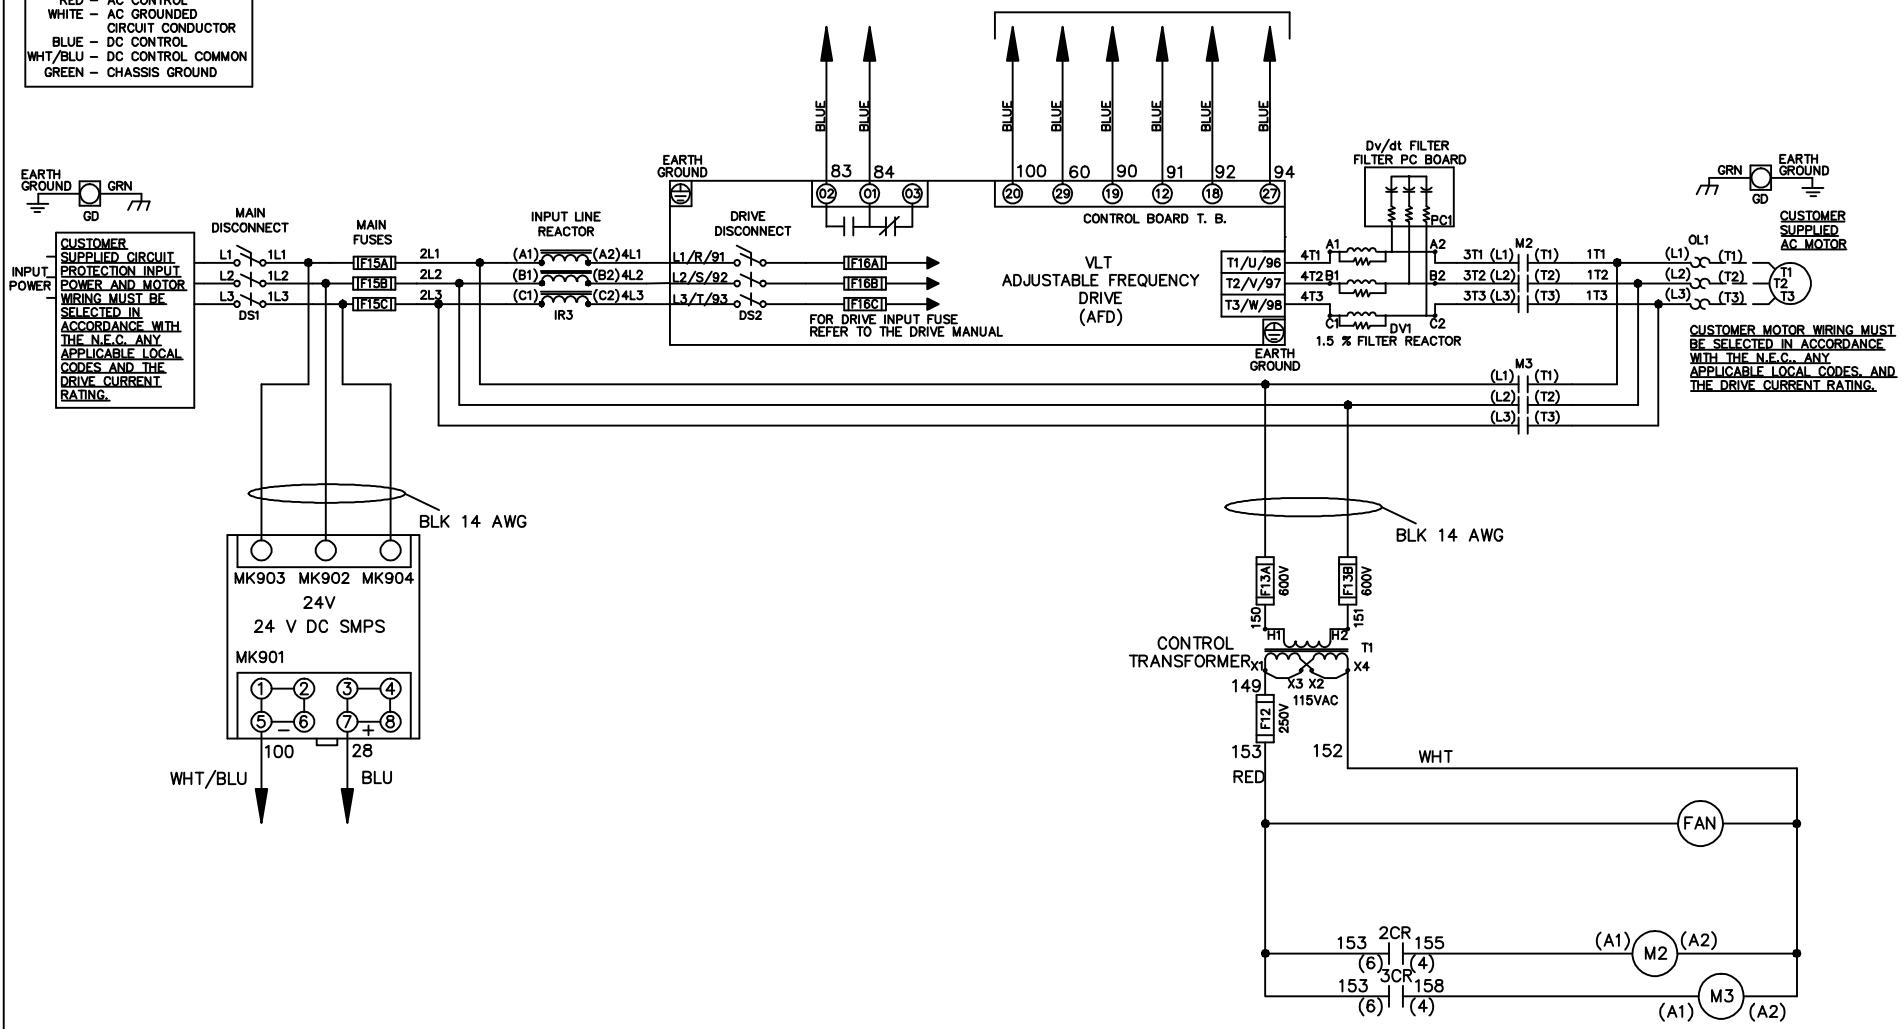 RED – AC CONTROL
WHITE – AC GROUNDED
CIRCUIT CONDUCTOR
BLUE – DC CONTROL
WHT/BLU – DC CONTROL COMMON
GREEN – CHASSIS GROUND
EARTH
GROUND
GRN
GD
INPUT
POWER
CUSTOMER
SUPPLIED CIRCUIT
PROTECTION INPUT
POWER AND MOTOR
WIRING MUST BE
SELECTED IN
ACCORDANCE WITH
THE N.E.C. ANY
APPLICABLE LOCAL
CODES AND THE
DRIVE CURRENT
RATING.
MAIN
DISCONNECT
L1 1L1
L2 1L2
L3 1L3
DS1
MAIN
FUSES
F15A
F15B
F15C
2L1
2L2
2L3
INPUT LINE
REACTOR
(A1) (A2) 4L1
(B1) (B2) 4L2
(C1) (C2) 4L3
IR3
EARTH
GROUND
L1/R/91
L2/S/92
L3/T/93
DRIVE
DISCONNECT
DS2
BLUE BLUE
83 84
02 01 03
F16A
F16B
F16C
FOR DRIVE INPUT FUSE
REFER TO THE DRIVE MANUAL
BLUE BLUE BLUE BLUE BLUE BLUE
100 60 90 91 92 94
20 29 19 12 18 27
CONTROL BOARD T. B.
VLT
ADJUSTABLE FREQUENCY
DRIVE
(AFD)
T1/U/96
T2/V/97
T3/W/98
EARTH
GROUND
4T1
4T2
4T3
Dv/dt FILTER
FILTER PC BOARD
PC1
A1 A2
B1 B2
C1 C2
DV1
1.5 % FILTER REACTOR
M2
3T1 (L1) (T1) 1T1
3T2 (L2) (T2) 1T2
3T3 (L3) (T3) 1T3
M3
(L1) (T1)
(L2) (T2)
(L3) (T3)
OL1
(L1) (T1)
(L2) (T2)
(L3) (T3)
T1
T2
T3
GRN
GD
EARTH
GROUND
CUSTOMER
SUPPLIED
AC MOTOR
CUSTOMER MOTOR WIRING MUST
BE SELECTED IN ACCORDANCE
WITH THE N.E.C., ANY
APPLICABLE LOCAL CODES, AND
THE DRIVE CURRENT RATING.
BLK 14 AWG
MK903 MK902 MK904
24V
24 V DC SMPS
MK901
1 2 3 4
5 6 7 8
– +
100 28
WHT/BLU BLU
BLK 14 AWG
F13A 600V
F13B 600V
150 151
H1 H2
T1
CONTROL
TRANSFORMER
X1 X4
X3 X2
149
115VAC
F12 250V
153 152
RED
WHT
FAN
2CR
153 155
(6) (4)
(A1) M2 (A2)
3CR
153 158
(6) (4)
(A1) M3 (A2)